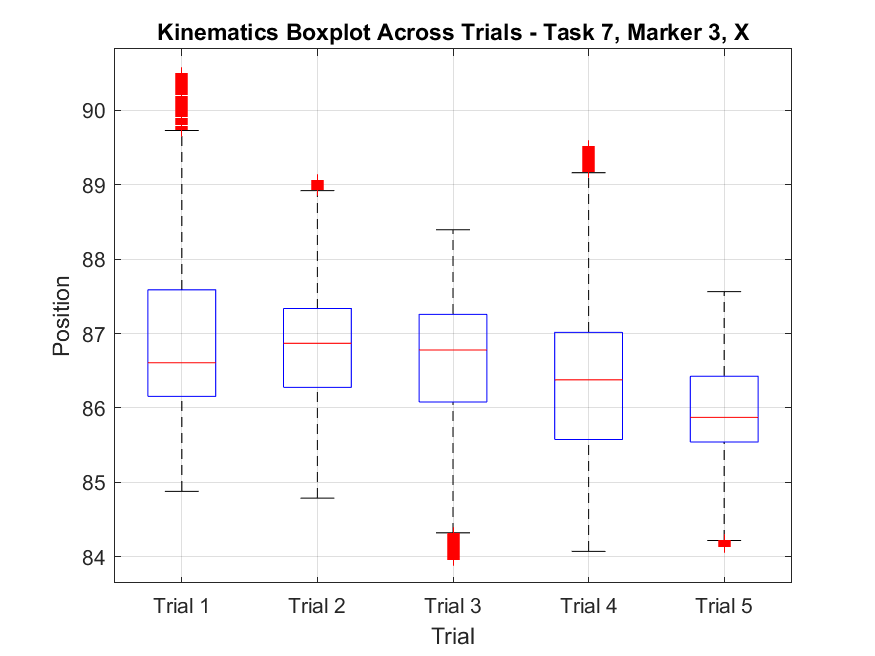 Kinematics Boxplot Across Trials - Task 7, Marker 3, X
Position
90
89
88
87
86
85
84
Trial 1 Trial 2 Trial 3 Trial 4 Trial 5
Trial